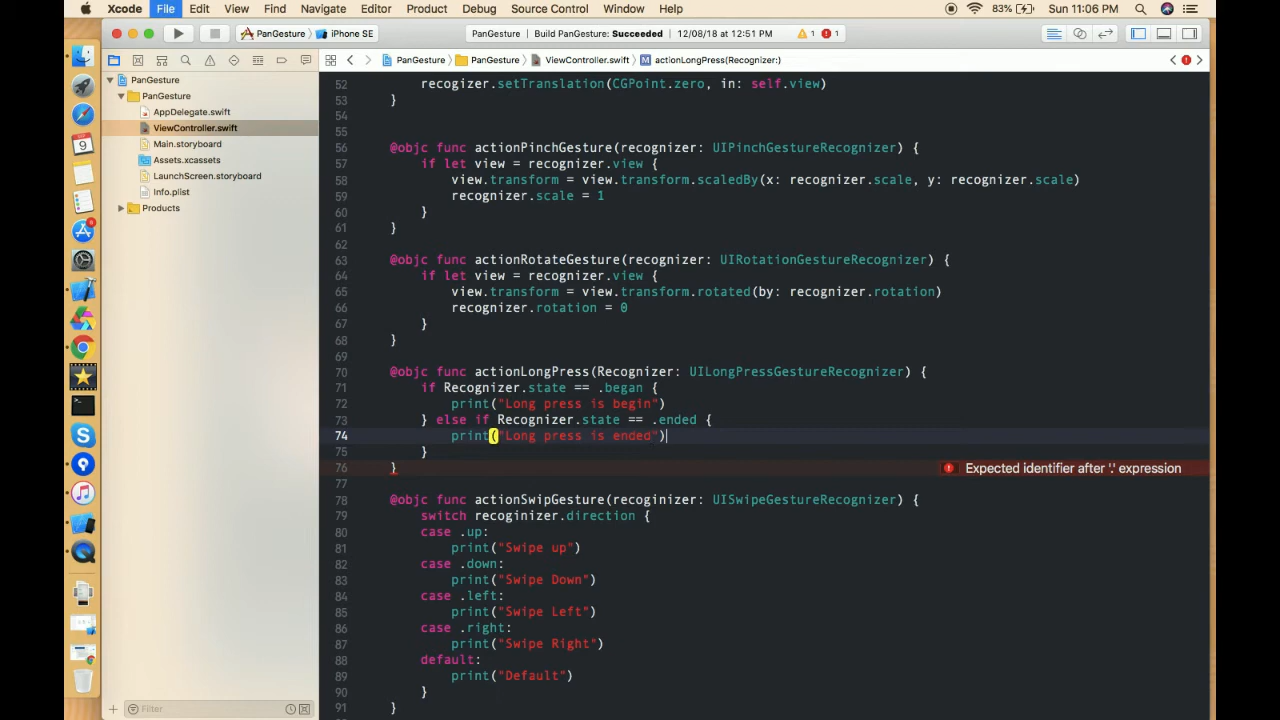 Xcode File Edit View Find Navigate Editor Product Debug Source Control Window Help 83% Sun 11:06 PM
PanGesture iPhone SE PanGesture Build PanGesture: Succeeded 12/08/18 at 12:51 PM 1 1
PanGesture PanGesture ViewController.swift M actionLongPress(Recognizer:)
PanGesture
PanGesture
AppDelegate.swift
ViewController.swift
Main.storyboard
Assets.xcassets
LaunchScreen.storyboard
Info.plist
Products
9
Filter
52 recogizer.setTranslation(CGPoint.zero, in: self.view)
53 }
54
55
56 @objc func actionPinchGesture(recognizer: UIPinchGestureRecognizer) {
57 if let view = recognizer.view {
58 view.transform = view.transform.scaledBy(x: recognizer.scale, y: recognizer.scale)
59 recognizer.scale = 1
60 }
61 }
62
63 @objc func actionRotateGesture(recognizer: UIRotationGestureRecognizer) {
64 if let view = recognizer.view {
65 view.transform = view.transform.rotated(by: recognizer.rotation)
66 recognizer.rotation = 0
67 }
68 }
69
70 @objc func actionLongPress(Recognizer: UILongPressGestureRecognizer) {
71 if Recognizer.state == .began {
72 print("Long press is begin")
73 } else if Recognizer.state == .ended {
74 print("Long press is ended")
75 }
76 } Expected identifier after '.' expression
77
78 @objc func actionSwipGesture(recoginizer: UISwipeGestureRecognizer) {
79 switch recoginizer.direction {
80 case .up:
81 print("Swipe up")
82 case .down:
83 print("Swipe Down")
84 case .left:
85 print("Swipe Left")
86 case .right:
87 print("Swipe Right")
88 default:
89 print("Default")
90 }
91 }